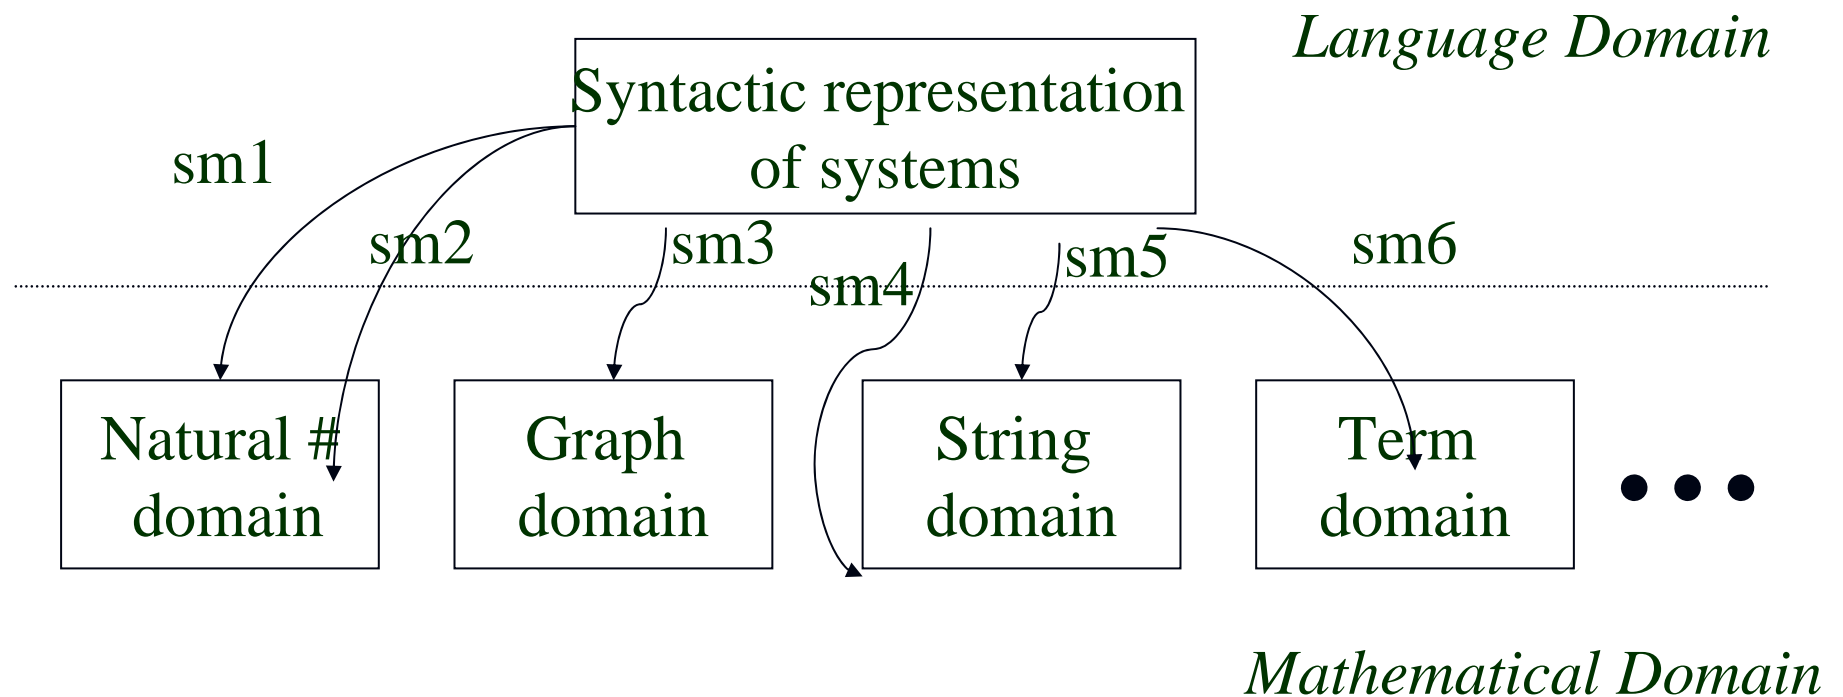 Language Domain
Syntactic representation
of systems
sm1
sm2
sm3
sm4
sm5
sm6
Natural #
domain
Graph
domain
String
domain
Term
domain
Mathematical Domain